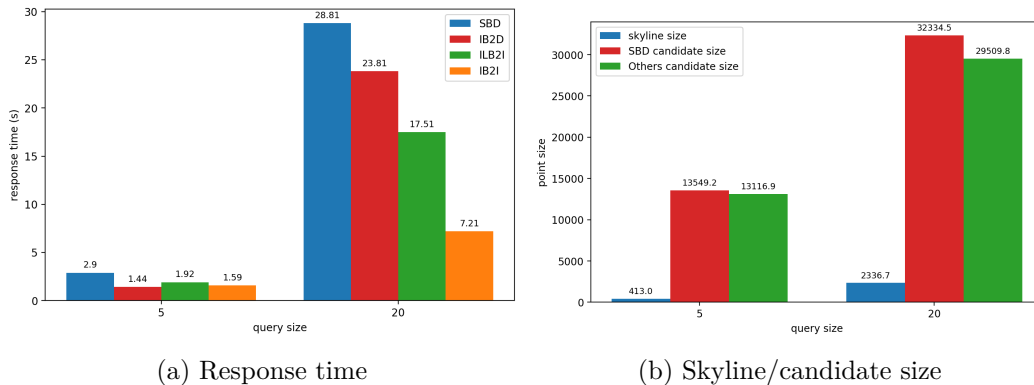 30
25
20
15
10
5
0
response time (s)
2.9
1.44
1.92
1.59
28.81
23.81
17.51
7.21
SBD
IB2D
ILB2I
IB2I
5
20
query size
(a) Response time
30000
25000
20000
15000
10000
5000
0
point size
skyline size
SBD candidate size
Others candidate size
413.0
13549.2
13116.9
2336.7
32334.5
29509.8
5
20
query size
(b) Skyline/candidate size